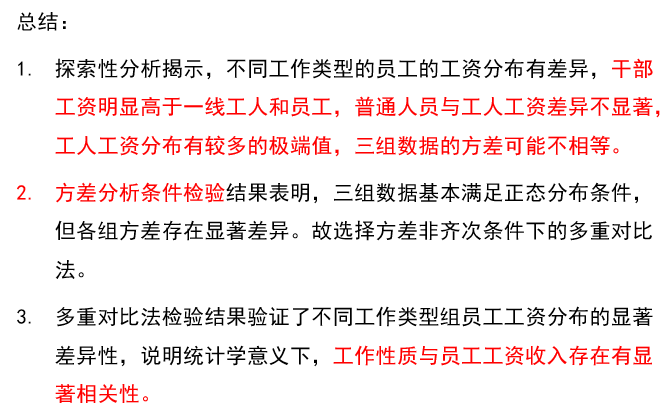 总结：
1. 探索性分析揭示，不同工作类型的员工的工资分布有差异，干部
工资明显高于一线工人和员工，普通人员与工人工资差异不显著，
工人工资分布有较多的极端值，三组数据的方差可能不相等。
2. 方差分析条件检验结果表明，三组数据基本满足正态分布条件，
但各组方差存在显著差异。故选择方差非齐次条件下的多重对比
法。
3. 多重对比法检验结果验证了不同工作类型组员工工资分布的显著
差异性，说明统计学意义下，工作性质与员工工资收入存在有显
著相关性。